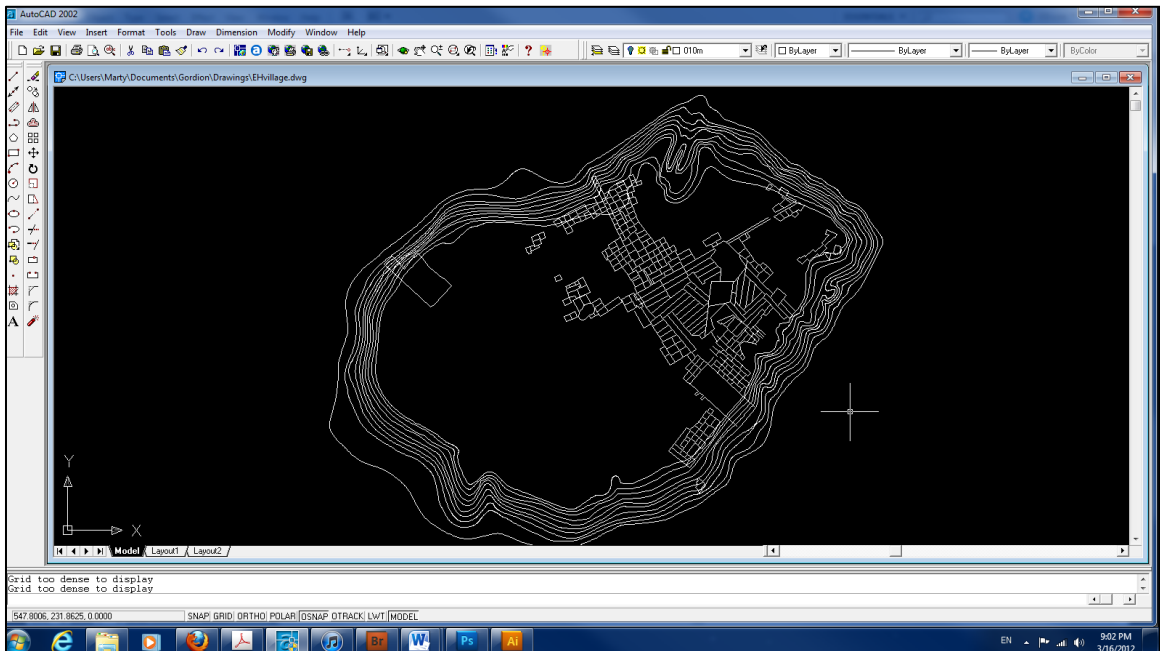 AutoCAD 2002
File Edit View Insert Format Tools Draw Dimension Modify Window Help
010m ByLayer ByLayer ByLayer ByColor
C:\Users\Marty\Documents\Gordion\Drawings\EHvillage.dwg
A
Y
X
Model Layout1 Layout2
Grid too dense to display
Grid too dense to display
547.8006, 231.8625, 0.0000 SNAP GRID ORTHO POLAR OSNAP OTRACK LWT MODEL
Br W Ps Ai EN 9:02 PM
3/16/2012